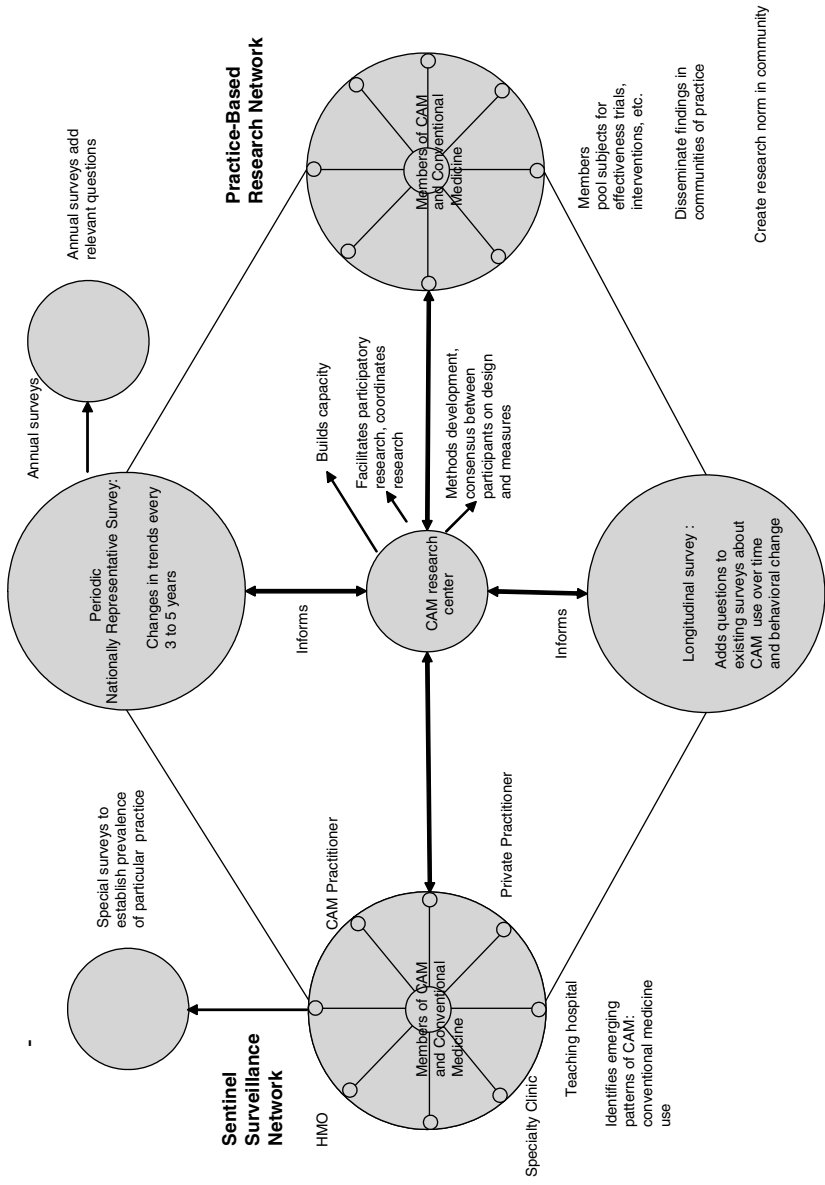 -
Sentinel
Surveillance
Network
Special surveys to
establish prevalence
of particular practice
HMO
CAM Practitioner
Members of CAM
and Conventional
Medicine
Private Practitioner
Specialty Clinic
Teaching hospital
Identifies emerging
patterns of CAM:
conventional medicine
use
Periodic
Nationally Representative Survey:
Changes in trends every
3 to 5 years
Annual surveys
Annual surveys add
relevant questions
Informs
CAM research
center
Builds capacity
Facilitates participatory
research, coordinates
research
Methods development,
consensus between
participants on design
and measures
Informs
Longitudinal survey :
Adds questions to
existing surveys about
CAM use over time
and behavioral change
Practice-Based
Research Network
Members of CAM
and Conventional
Medicine
Members
pool subjects for
effectiveness trials,
interventions, etc.
Disseminate findings in
communities of practice
Create research norm in community